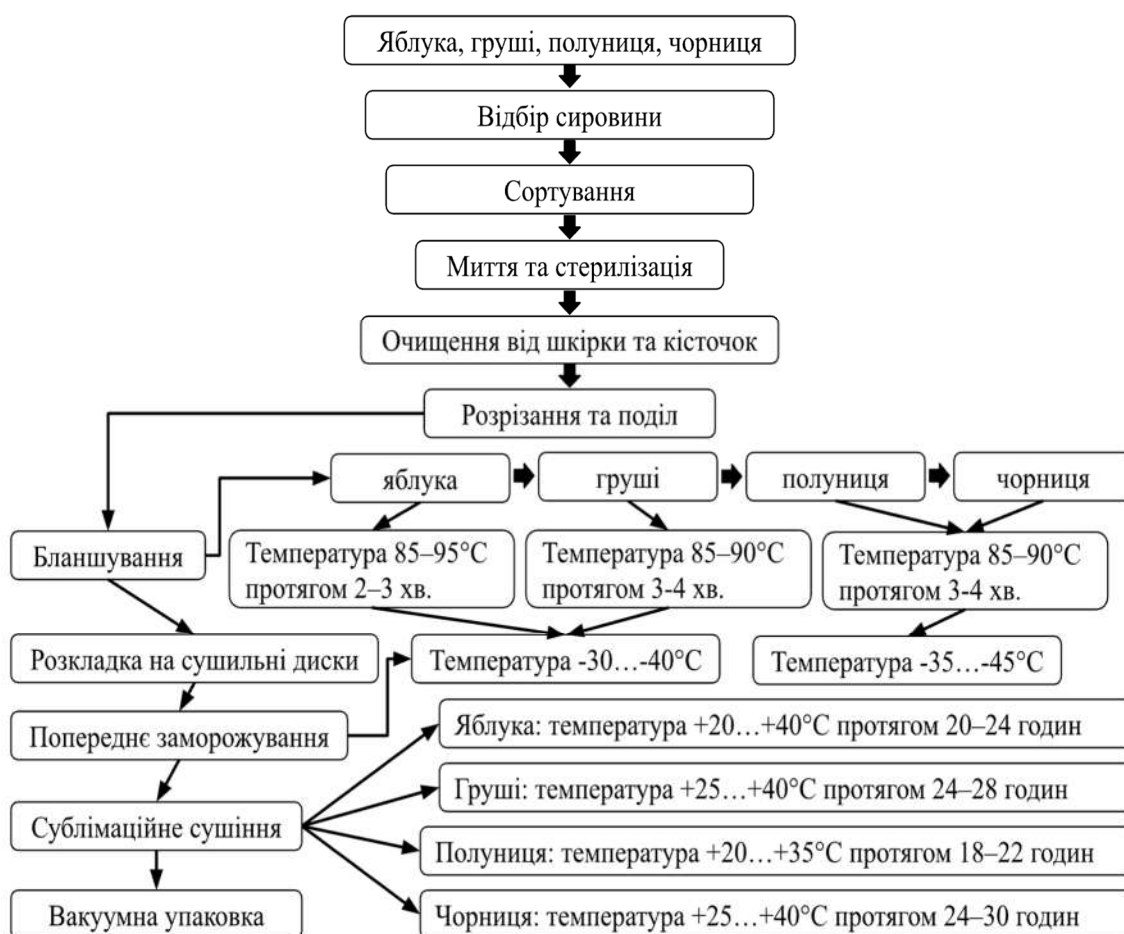 Яблука, груші, полуниця, чорниця
Відбір сировини
Сортування
Миття та стерилізація
Очищення від шкірки та кісточок
Розрізання та поділ
яблука
груші
полуниця
чорниця
Бланшування
Температура 85–95°С
протягом 2–3 хв.
Температура 85–90°С
протягом 3-4 хв.
Температура 85–90°С
протягом 3-4 хв.
Розкладка на сушильні диски
Температура -30…-40°С
Температура -35…-45°С
Попереднє заморожування
Яблука: температура +20…+40°С протягом 20–24 годин
Груші: температура +25…+40°С протягом 24–28 годин
Сублімаційне сушіння
Полуниця: температура +20…+35°С протягом 18–22 годин
Вакуумна упаковка
Чорниця: температура +25…+40°С протягом 24–30 годин